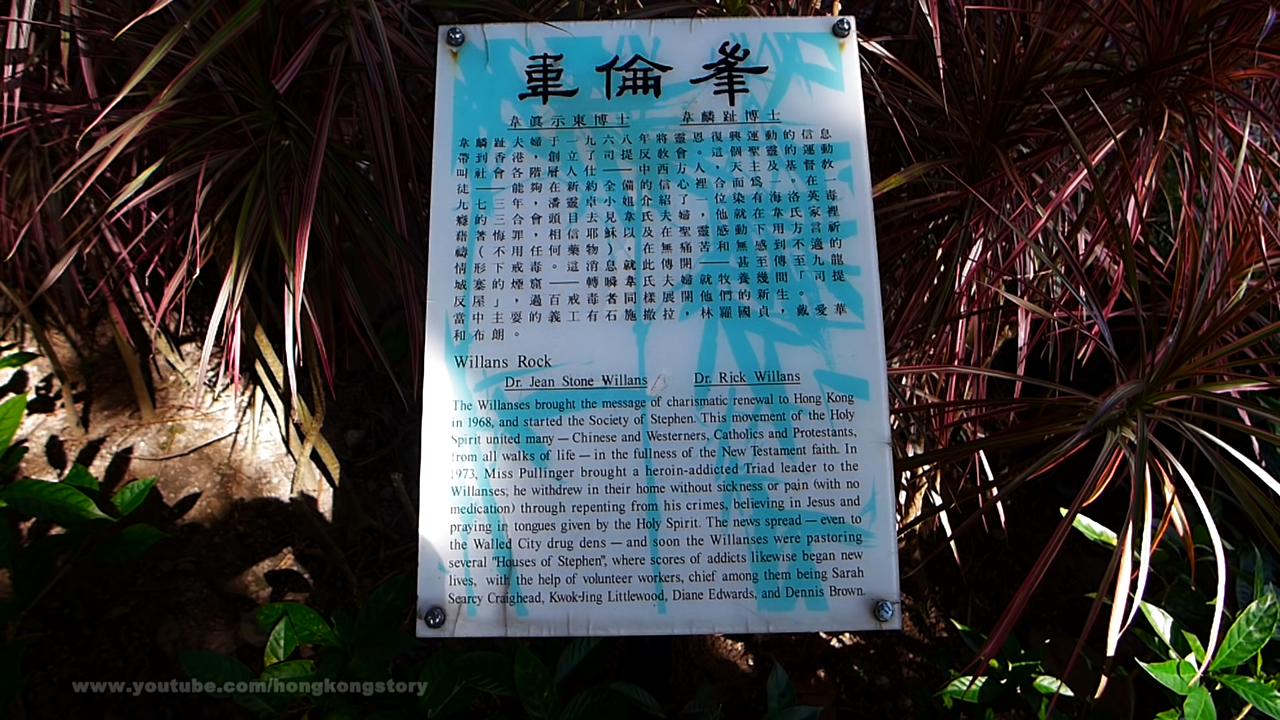 韋倫峯
韋眞示東博士 韋麟趾博士
韋麟趾夫婦于一九六八年將靈恩復興運動的信息
帶到香港，創立了司提反敎會。這個聖靈的運動
叫社會各階層人仕——中西方人，天主及基督敎
徒——能夠在新約全備的信心裡合而爲一。在一
九七三年，潘靈卓小姐介紹了一位染有海洛英毒
癮的三合會頭目去見韋氏夫婦，他就在韋氏家裡
藉著悔罪，相信耶穌以及在聖靈感動下用方言祈
禱（不用任何藥物），在無痛苦和無感到不適的
情形下戒毒。這消息就此傳開——甚至傳至九龍
城寨的煙窟——轉瞬韋氏夫婦就牧養幾間「司提
反屋」，過百戒毒者同樣展開他們的新生。
當中主要的義工有石施撒拉，林羅國貞，戴愛華
和布朗。
Willans Rock
Dr. Jean Stone Willans Dr. Rick Willans
The Willanses brought the message of charismatic renewal to Hong Kong
in 1968, and started the Society of Stephen. This movement of the Holy
Spirit united many — Chinese and Westerners, Catholics and Protestants,
from all walks of life — in the fullness of the New Testament faith. In
1973, Miss Pullinger brought a heroin-addicted Triad leader to the
Willanses; he withdrew in their home without sickness or pain (with no
medication) through repenting from his crimes, believing in Jesus and
praying in tongues given by the Holy Spirit. The news spread — even to
the Walled City drug dens — and soon the Willanses were pastoring
several "Houses of Stephen", where scores of addicts likewise began new
lives, with the help of volunteer workers, chief among them being Sarah
Searcy Craighead, Kwok-Jing Littlewood, Diane Edwards, and Dennis Brown.
www.youtube.com/hongkongstory